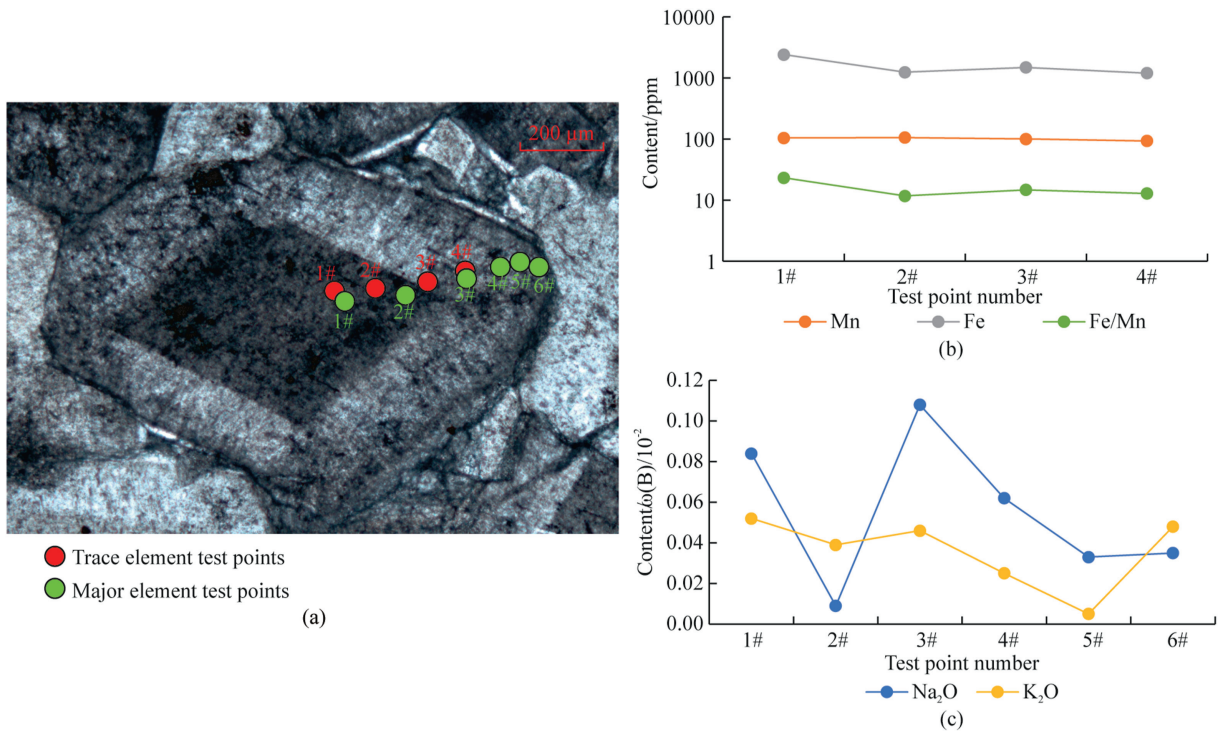 200 μm
1#
2#
3#
4#
1#
2#
3#
4#
5#
6#
Trace element test points
Major element test points
(a)
Content/ppm
10000
1000
100
10
1
1#
2#
3#
4#
Test point number
Mn
Fe
Fe/Mn
(b)
Content/ω(B)/10⁻²
0.12
0.10
0.08
0.06
0.04
0.02
0.00
1#
2#
3#
4#
5#
6#
Test point number
Na₂O
K₂O
(c)